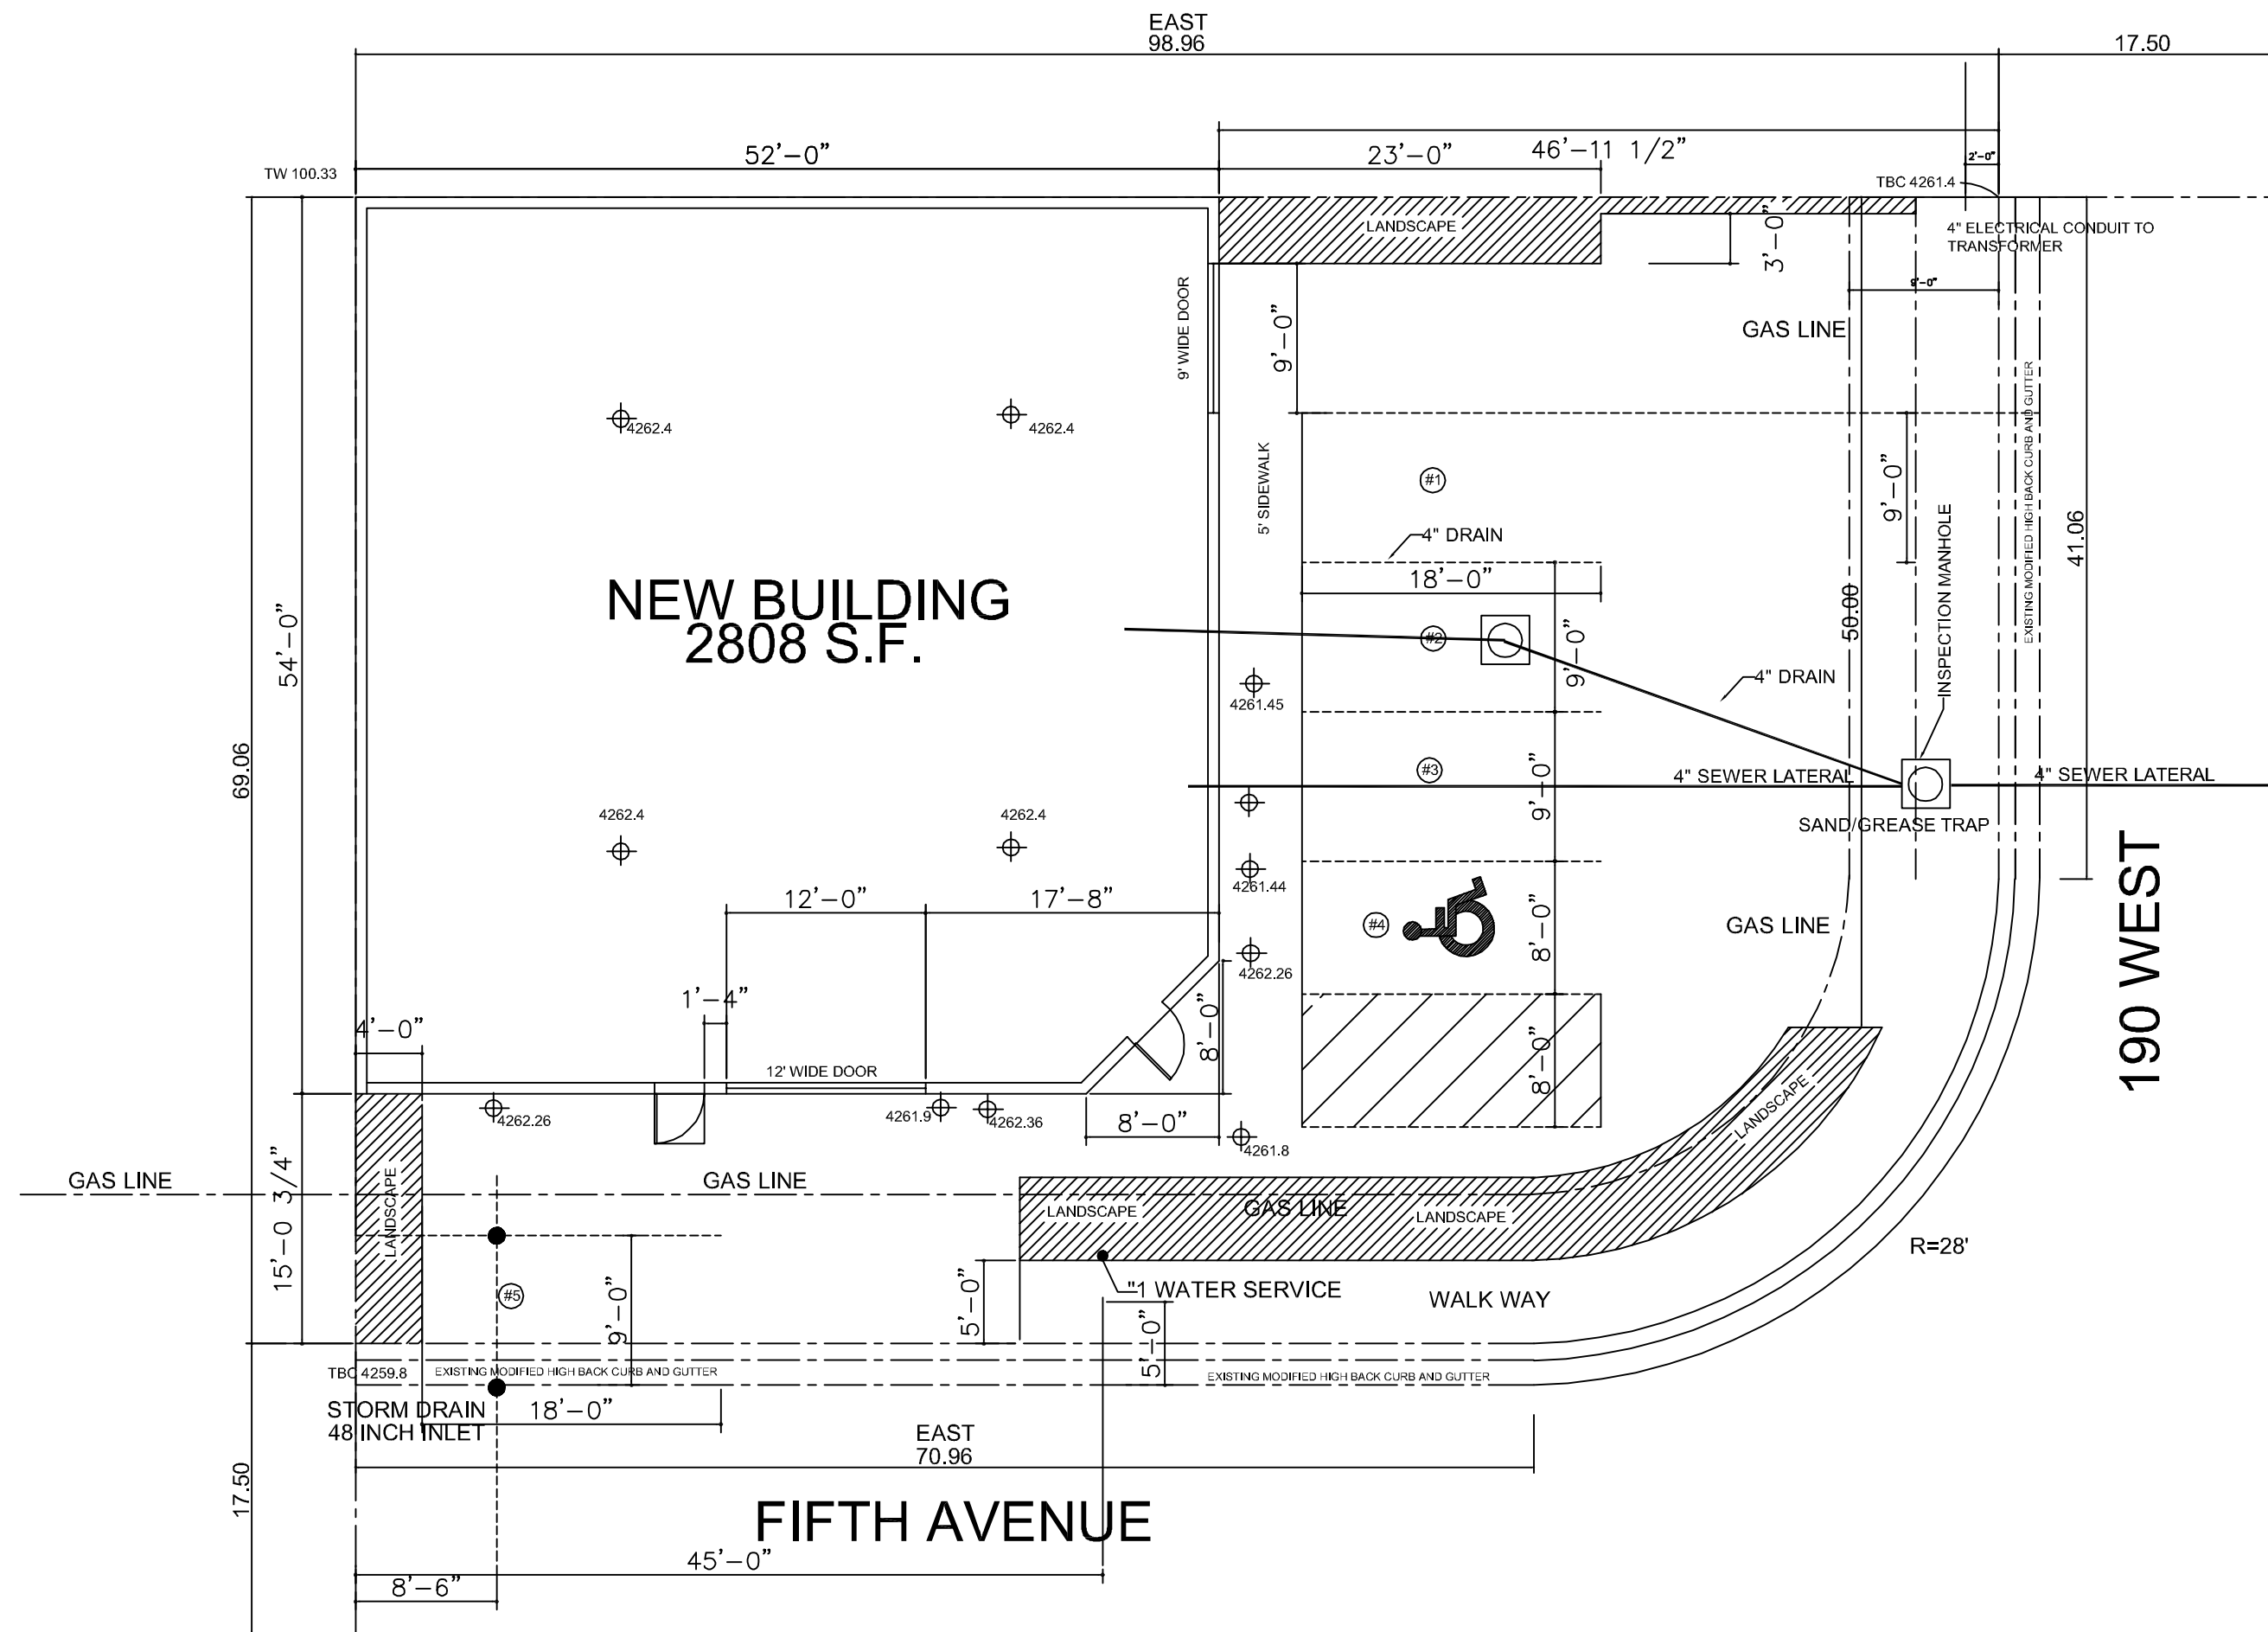 EAST
98.96
17.50
52'-0"
23'-0"
46'-11 1/2"
2'-0"
TW 100.33
TBC 4261.4
LANDSCAPE
3'-0"
4" ELECTRICAL CONDUIT TO
TRANSFORMER
9'-0"
GAS LINE
9' WIDE DOOR
9'-0"
EXISTING MODIFIED HIGH BACK CURB AND GUTTER
4262.4
4262.4
5' SIDEWALK
#1
9'-0"
INSPECTION MANHOLE
41.06
4" DRAIN
18'-0"
NEW BUILDING
2808 S.F.
54'-0"
50.00
#2
9'-0"
4" DRAIN
4261.45
69.06
#3
9'-0"
4" SEWER LATERAL
4" SEWER LATERAL
4262.4
4262.4
SAND/GREASE TRAP
190 WEST
12'-0"
17'-8"
4261.44
#4
8'-0"
GAS LINE
4262.26
1'-4"
4'-0"
8'-0"
8'-0"
12' WIDE DOOR
LANDSCAPE
4262.26
4261.9
4262.36
8'-0"
4261.8
15'-0 3/4"
GAS LINE
LANDSCAPE
GAS LINE
LANDSCAPE
GAS LINE
LANDSCAPE
R=28'
#5
9'-0"
5'-0"
"1 WATER SERVICE
WALK WAY
5'-0"
TBC 4259.8
EXISTING MODIFIED HIGH BACK CURB AND GUTTER
EXISTING MODIFIED HIGH BACK CURB AND GUTTER
STORM DRAIN
48 INCH INLET
18'-0"
EAST
70.96
17.50
FIFTH AVENUE
45'-0"
8'-6"